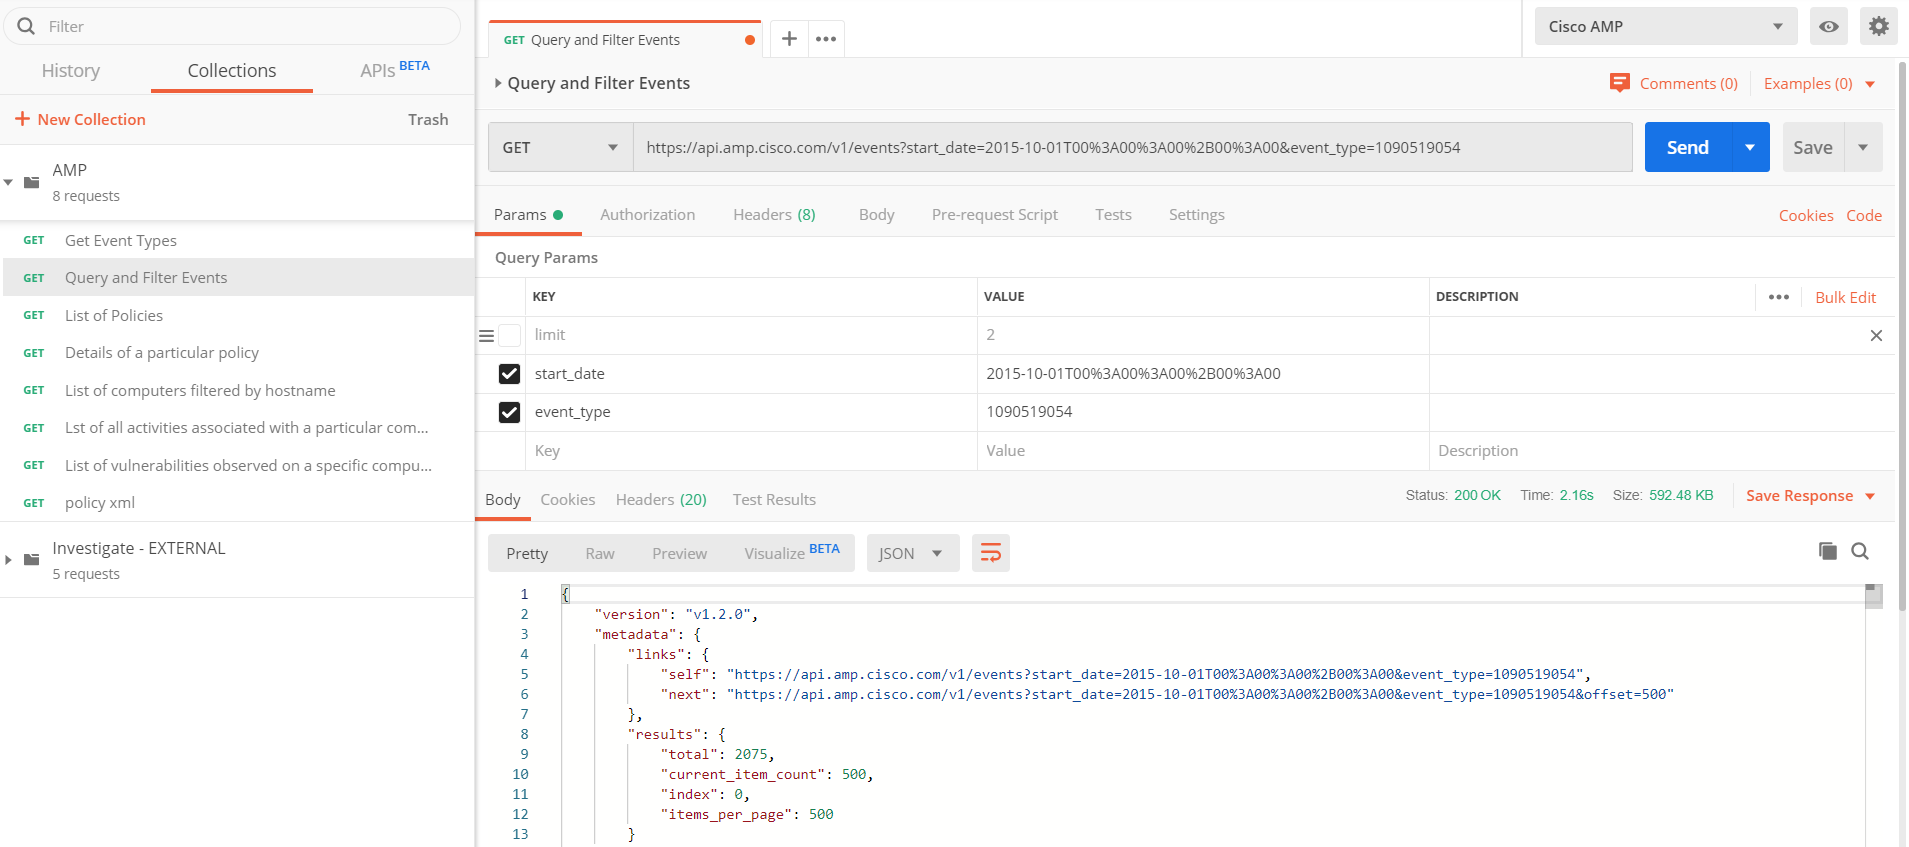 Filter
History Collections APIs BETA
+ New Collection Trash
AMP
8 requests
GET Get Event Types
GET Query and Filter Events
GET List of Policies
GET Details of a particular policy
GET List of computers filtered by hostname
GET Lst of all activities associated with a particular com...
GET List of vulnerabilities observed on a specific compu...
GET policy xml
Investigate - EXTERNAL
5 requests
GET Query and Filter Events
Cisco AMP
Query and Filter Events
Comments (0) Examples (0)
GET https://api.amp.cisco.com/v1/events?start_date=2015-10-01T00%3A00%3A00%2B00%3A00&event_type=1090519054
Send Save
Params Authorization Headers (8) Body Pre-request Script Tests Settings Cookies Code
Query Params
KEY VALUE DESCRIPTION ••• Bulk Edit
limit 2
start_date 2015-10-01T00%3A00%3A00%2B00%3A00
event_type 1090519054
Key Value Description
Body Cookies Headers (20) Test Results Status: 200 OK Time: 2.16s Size: 592.48 KB Save Response
Pretty Raw Preview Visualize BETA JSON
1 {
2 "version": "v1.2.0",
3 "metadata": {
4 "links": {
5 "self": "https://api.amp.cisco.com/v1/events?start_date=2015-10-01T00%3A00%3A00%2B00%3A00&event_type=1090519054",
6 "next": "https://api.amp.cisco.com/v1/events?start_date=2015-10-01T00%3A00%3A00%2B00%3A00&event_type=1090519054&offset=500"
7 },
8 "results": {
9 "total": 2075,
10 "current_item_count": 500,
11 "index": 0,
12 "items_per_page": 500
13 }